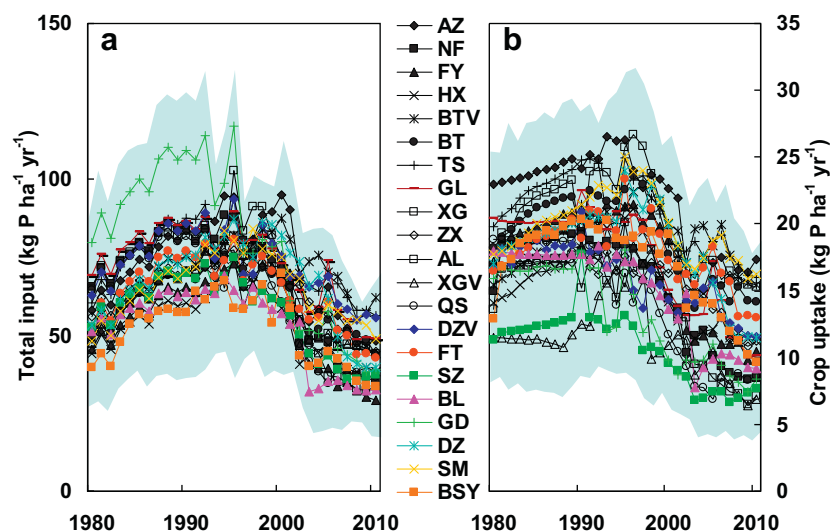 a
b
Total input (kg P ha⁻¹ yr⁻¹)
150
100
50
0
1980
1990
2000
2010
AZ
NF
FY
HX
BTV
BT
TS
GL
XG
ZX
AL
XGV
QS
DZV
FT
SZ
BL
GD
DZ
SM
BSY
35
30
25
20
15
10
5
0
1980
1990
2000
2010
Crop uptake (kg P ha⁻¹ yr⁻¹)